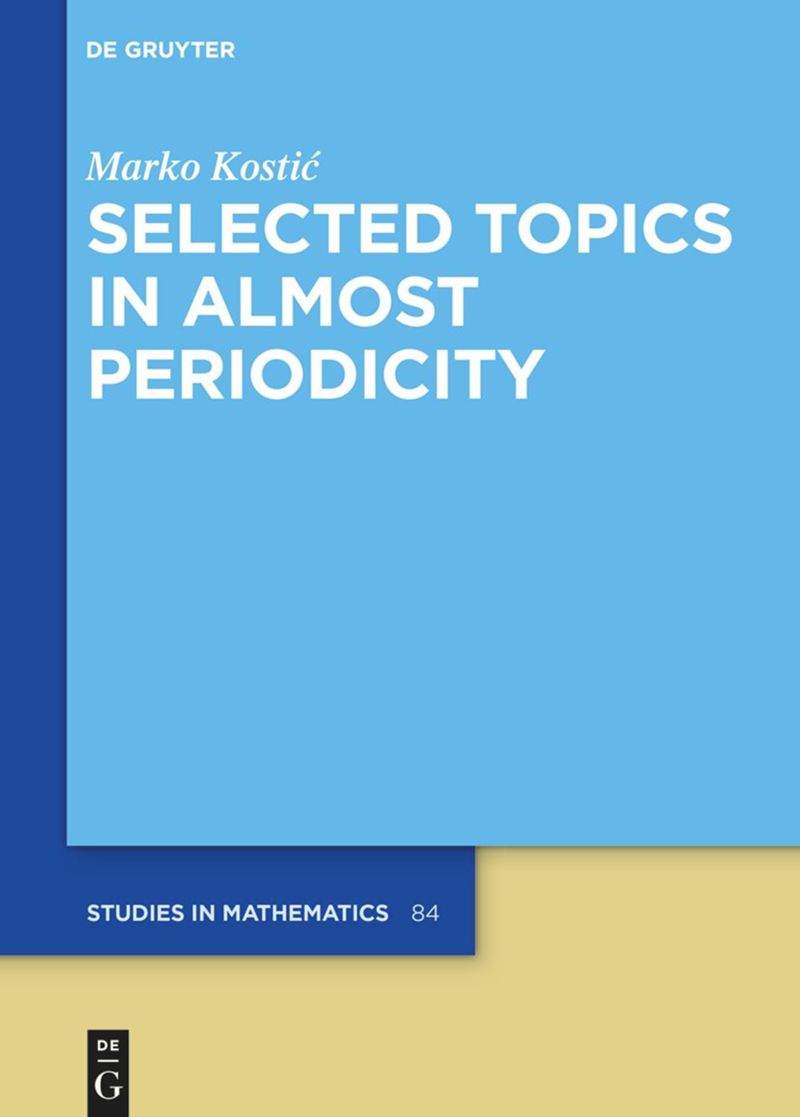 DE GRUYTER
Marko Kostić
SELECTED TOPICS
IN ALMOST
PERIODICITY
STUDIES IN MATHEMATICS 84
DE
G